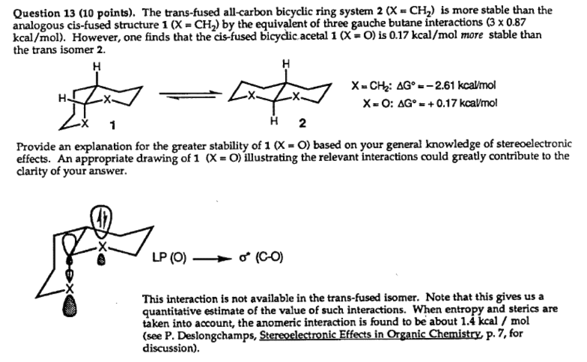 Question 13 (10 points). The trans-fused all-carbon bicyclic ring system 2 (X = CH₂) is more stable than the
analogous cis-fused structure 1 (X = CH₂) by the equivalent of three gauche butane interactions (3 x 0.87
kcal/mol). However, one finds that the cis-fused bicyclic acetal 1 (X = O) is 0.17 kcal/mol more stable than
the trans isomer 2.
H
H
H
X
X
X
X
1
H
2
X = CH₂: ΔG° = - 2.61 kcal/mol
X = O: ΔG° = + 0.17 kcal/mol
Provide an explanation for the greater stability of 1 (X = O) based on your general knowledge of stereoelectronic
effects. An appropriate drawing of 1 (X = O) illustrating the relevant interactions could greatly contribute to the
clarity of your answer.
X
X
LP (O) → σ* (C-O)
This interaction is not available in the trans-fused isomer. Note that this gives us a
quantitative estimate of the value of such interactions. When entropy and sterics are
taken into account, the anomeric interaction is found to be about 1.4 kcal / mol
(see P. Deslongchamps, Stereoelectronic Effects in Organic Chemistry, p. 7, for
discussion).